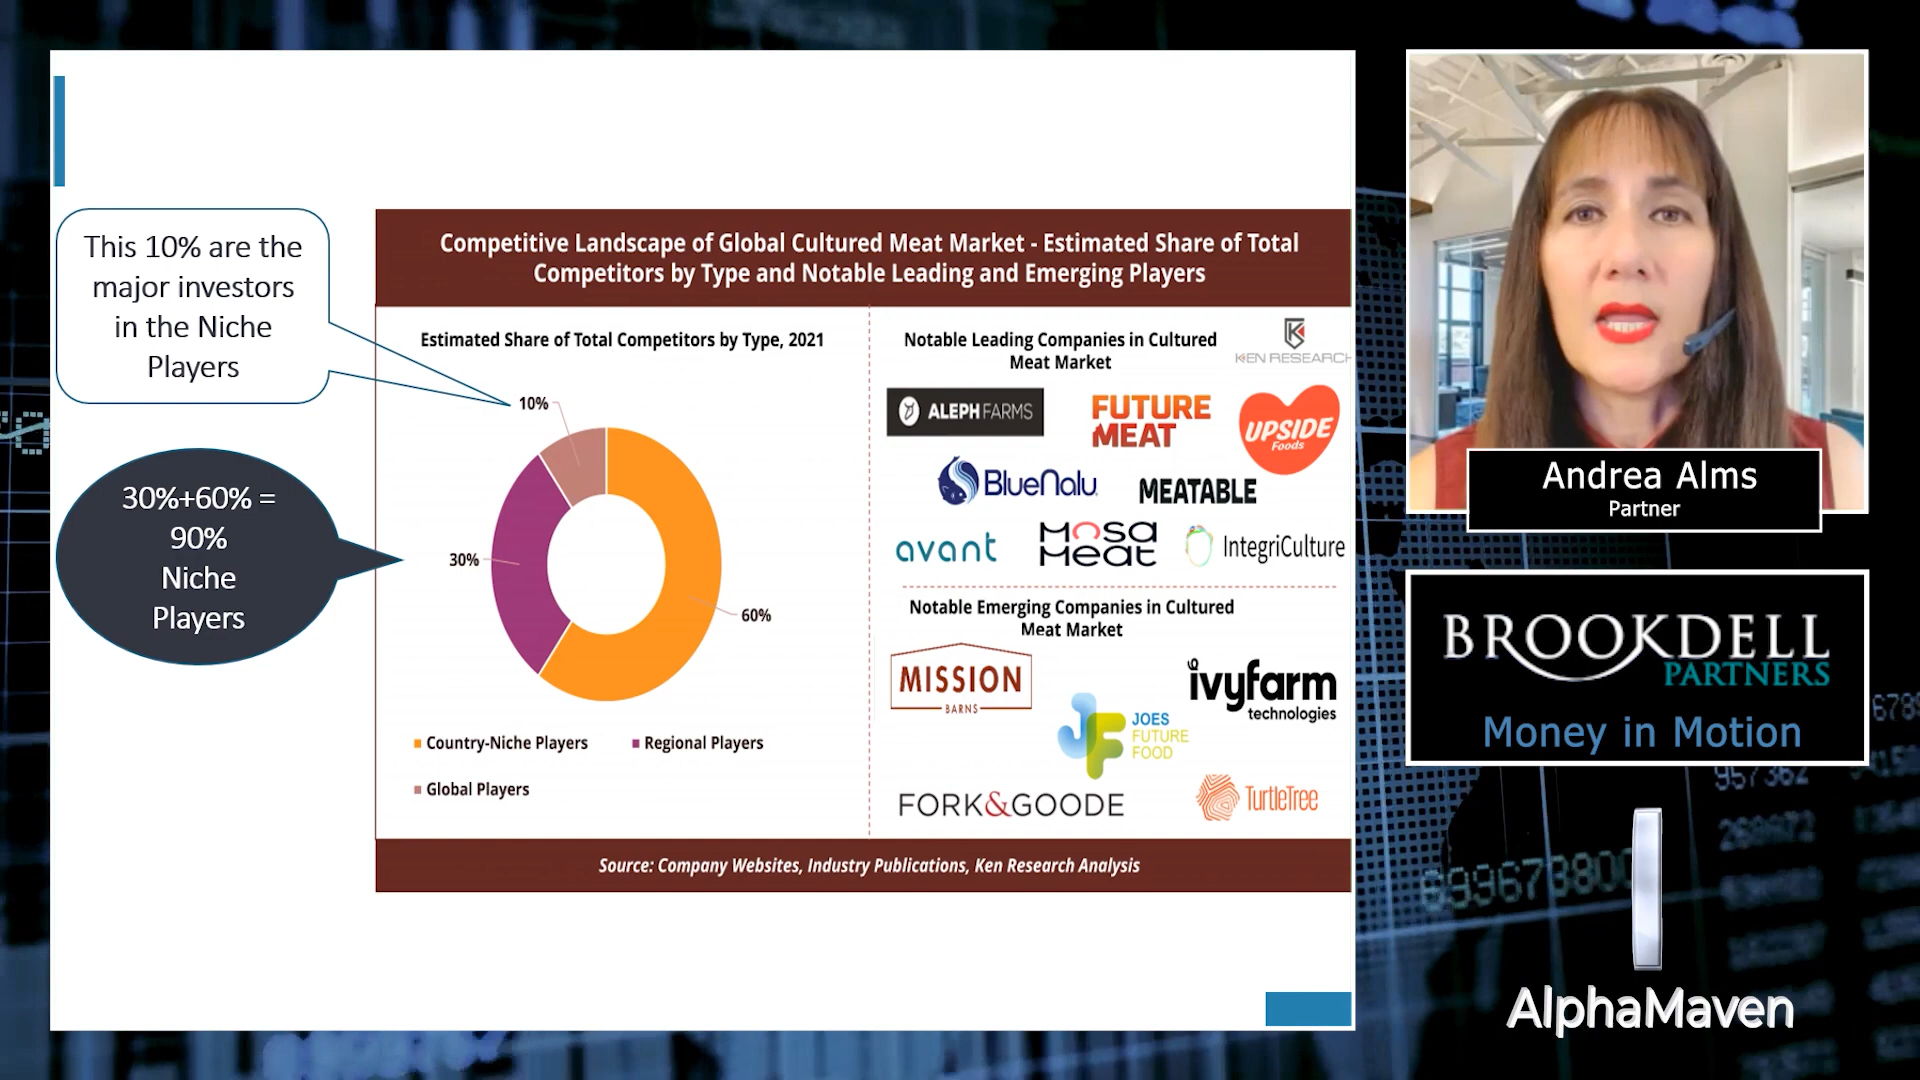 This 10% are the
major investors
in the Niche
Players
30%+60% =
90%
Niche
Players
Competitive Landscape of Global Cultured Meat Market - Estimated Share of Total
Competitors by Type and Notable Leading and Emerging Players
Estimated Share of Total Competitors by Type, 2021
10%
30%
60%
Country-Niche Players
Regional Players
Global Players
Notable Leading Companies in Cultured
Meat Market
KEN RESEARCH
ALEPH FARMS
FUTURE
MEAT
UPSIDE
Foods
BlueNalu
MEATABLE
avant
Mosa
Meat
IntegriCulture
Notable Emerging Companies in Cultured
Meat Market
MISSION
BARNS
ivyfarm
technologies
JF
JOES
FUTURE
FOOD
FORK&GOODE
TurtleTree
Source: Company Websites, Industry Publications, Ken Research Analysis
Andrea Alms
Partner
BROOKDELL
PARTNERS
Money in Motion
AlphaMaven